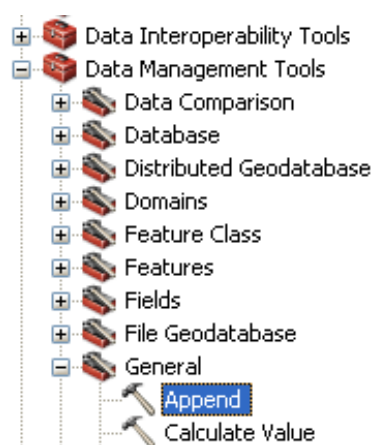 Data Interoperability Tools
Data Management Tools
Data Comparison
Database
Distributed Geodatabase
Domains
Feature Class
Features
Fields
File Geodatabase
General
Append
Calculate Value